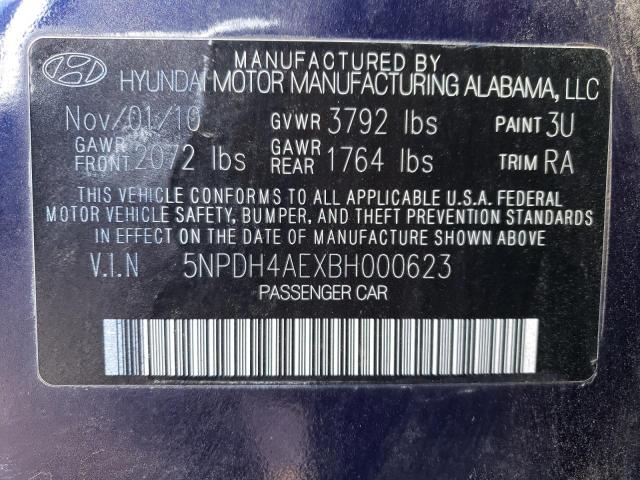 MANUFACTURED BY
HYUNDAI MOTOR MANUFACTURING ALABAMA, LLC
Nov/01/10 GVWR 3792 lbs PAINT 3U
GAWR FRONT 2072 lbs GAWR REAR 1764 lbs TRIM RA
THIS VEHICLE CONFORMS TO ALL APPLICABLE U.S.A. FEDERAL
MOTOR VEHICLE SAFETY, BUMPER, AND THEFT PREVENTION STANDARDS
IN EFFECT ON THE DATE OF MANUFACTURE SHOWN ABOVE
V.I.N 5NPDH4AEXBH000623
PASSENGER CAR